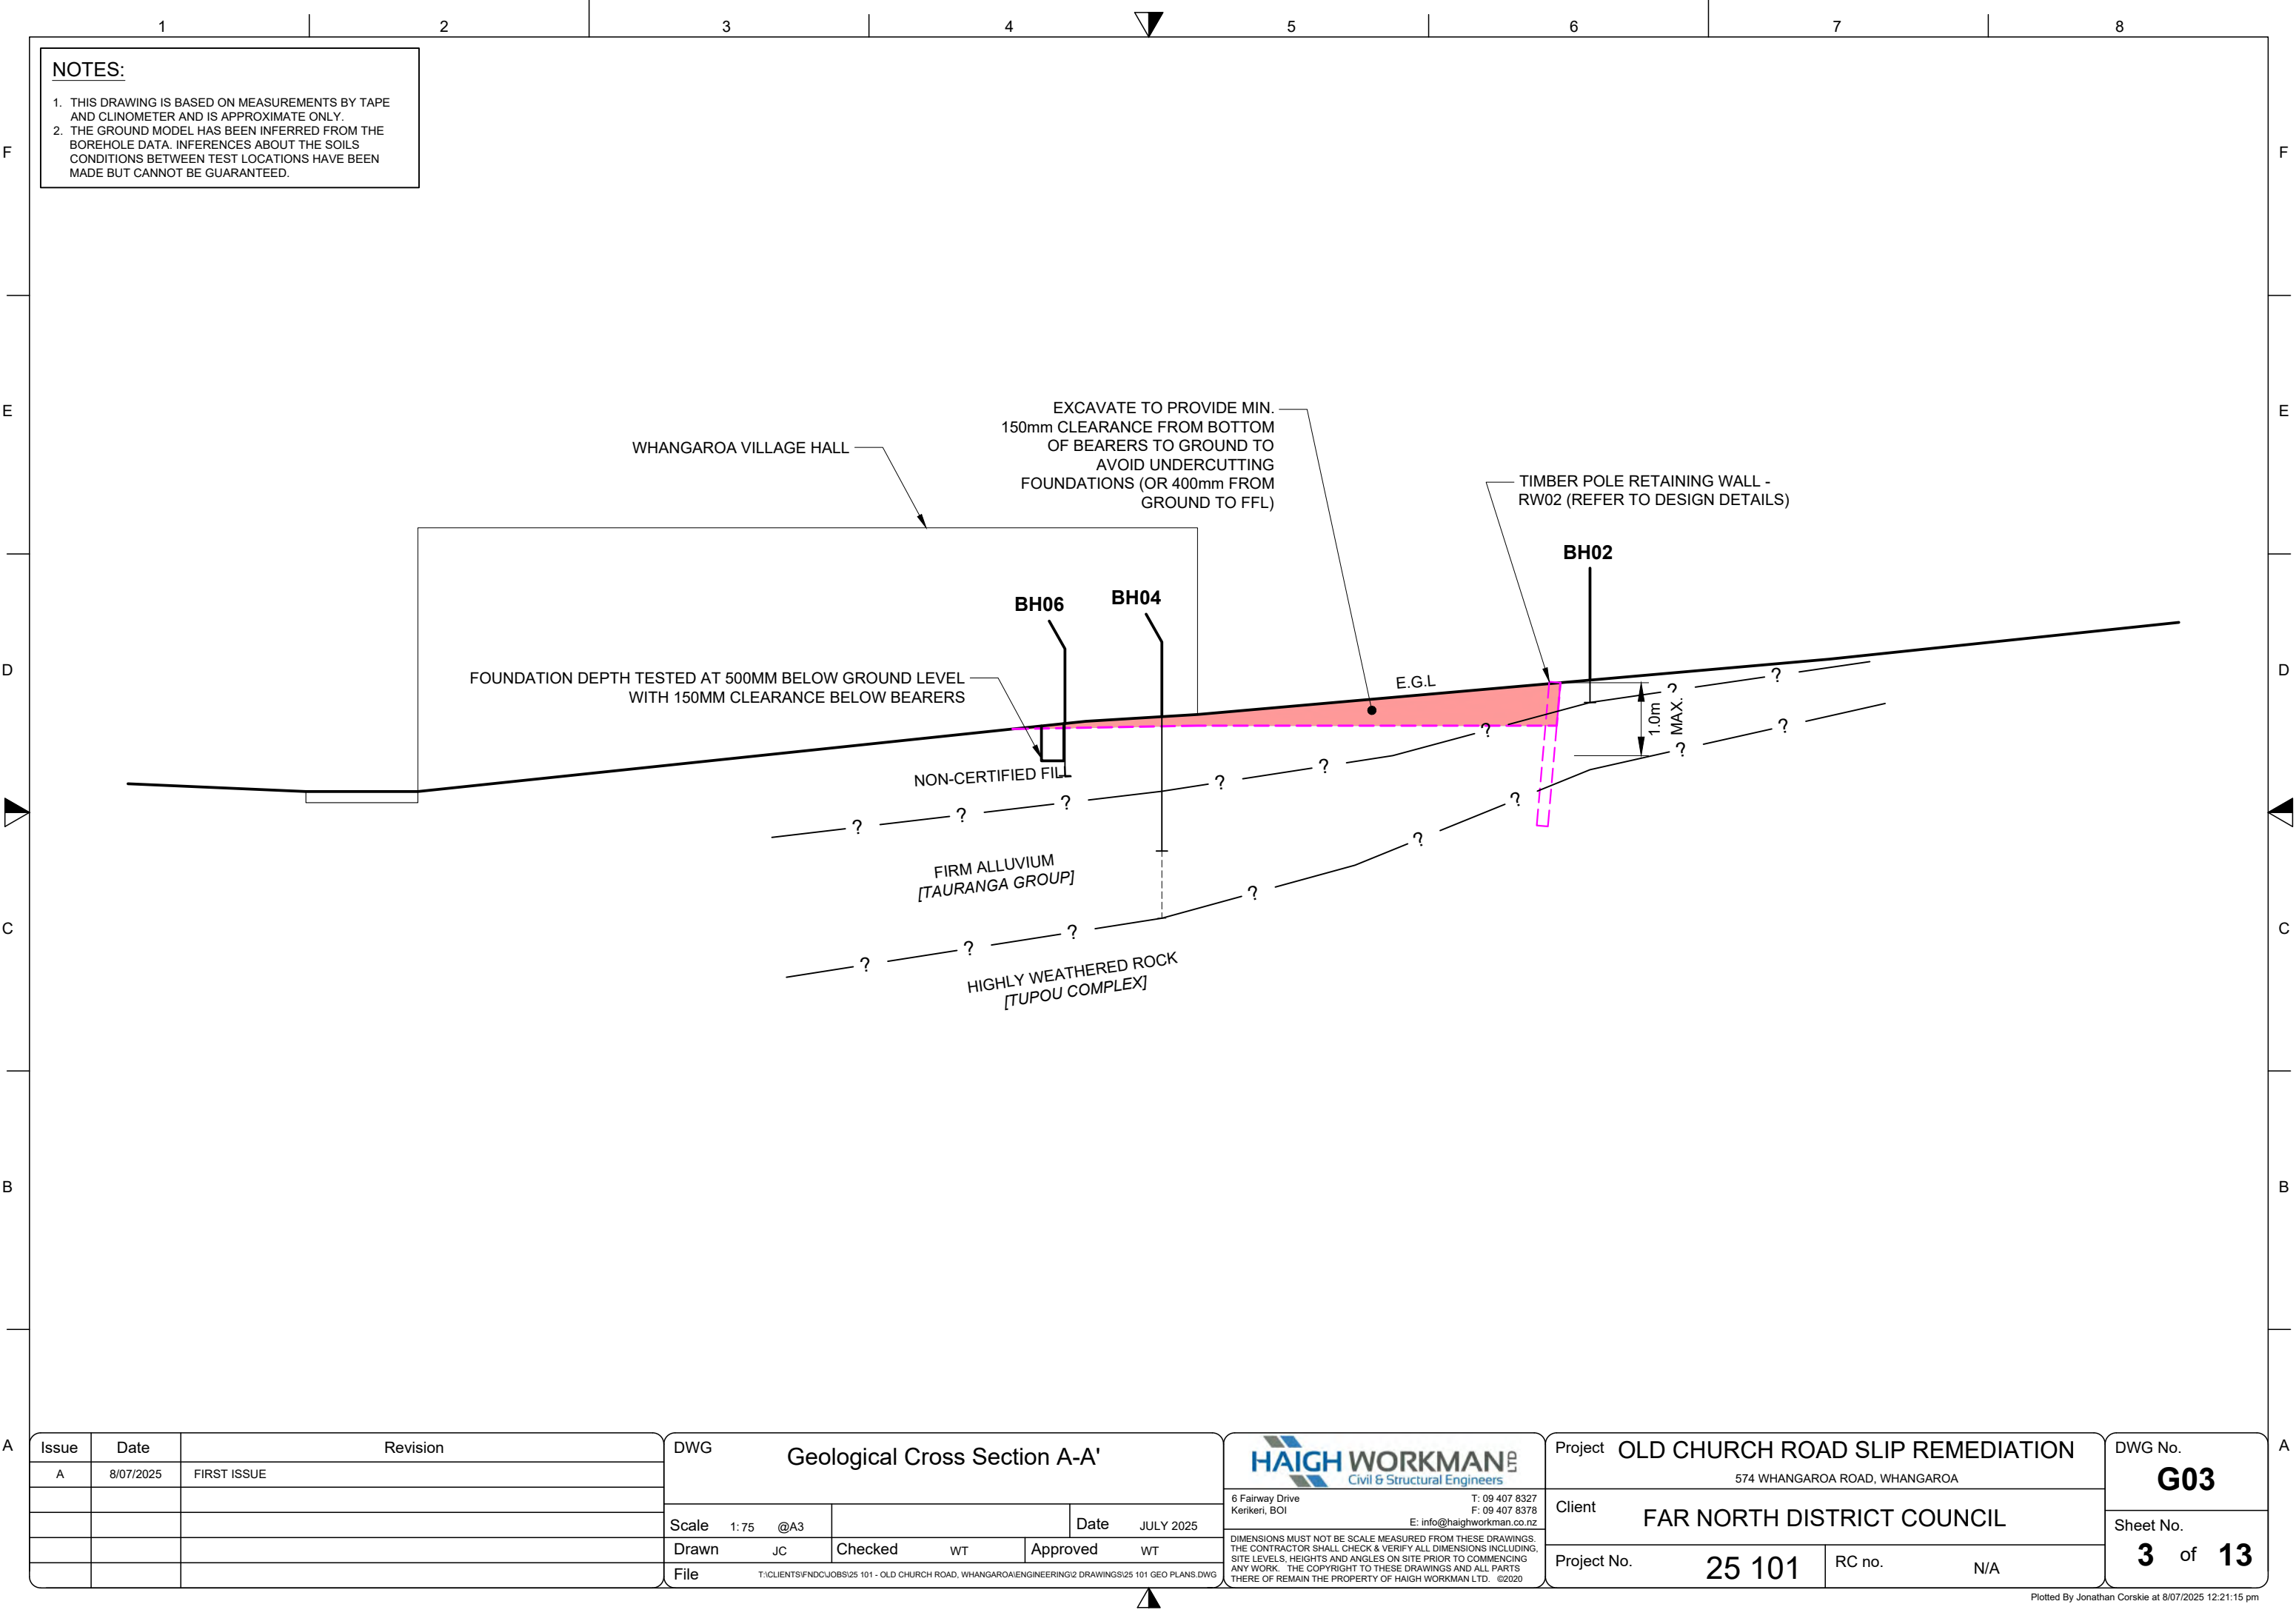 1 2 3 4 5 6 7 8
F F
E E
D D
C C
B B
A A
NOTES:
1. THIS DRAWING IS BASED ON MEASUREMENTS BY TAPE
AND CLINOMETER AND IS APPROXIMATE ONLY.
2. THE GROUND MODEL HAS BEEN INFERRED FROM THE
BOREHOLE DATA. INFERENCES ABOUT THE SOILS
CONDITIONS BETWEEN TEST LOCATIONS HAVE BEEN
MADE BUT CANNOT BE GUARANTEED.
EXCAVATE TO PROVIDE MIN.
150mm CLEARANCE FROM BOTTOM
OF BEARERS TO GROUND TO
AVOID UNDERCUTTING
FOUNDATIONS (OR 400mm FROM
GROUND TO FFL)
WHANGAROA VILLAGE HALL
TIMBER POLE RETAINING WALL -
RW02 (REFER TO DESIGN DETAILS)
BH02
BH06
BH04
FOUNDATION DEPTH TESTED AT 500MM BELOW GROUND LEVEL
WITH 150MM CLEARANCE BELOW BEARERS
E.G.L
1.0m
MAX.
NON-CERTIFIED FILL
? ? ? ? ? ? ? ?
FIRM ALLUVIUM
[TAURANGA GROUP]
? ? ? ? ? ? ? ?
HIGHLY WEATHERED ROCK
[TUPOU COMPLEX]
Issue Date Revision
A 8/07/2025 FIRST ISSUE
DWG
Geological Cross Section A-A'
Scale 1:75 @A3 Date JULY 2025
Drawn JC Checked WT Approved WT
File T:\CLIENTS\FNDC\JOBS\25 101 - OLD CHURCH ROAD, WHANGAROA\ENGINEERING\2 DRAWINGS\25 101 GEO PLANS.DWG
HAIGH WORKMAN LTD
Civil & Structural Engineers
6 Fairway Drive T: 09 407 8327
Kerikeri, BOI F: 09 407 8378
E: info@haighworkman.co.nz
DIMENSIONS MUST NOT BE SCALE MEASURED FROM THESE DRAWINGS.
THE CONTRACTOR SHALL CHECK & VERIFY ALL DIMENSIONS INCLUDING,
SITE LEVELS, HEIGHTS AND ANGLES ON SITE PRIOR TO COMMENCING
ANY WORK. THE COPYRIGHT TO THESE DRAWINGS AND ALL PARTS
THERE OF REMAIN THE PROPERTY OF HAIGH WORKMAN LTD. ©2020
Project OLD CHURCH ROAD SLIP REMEDIATION
574 WHANGAROA ROAD, WHANGAROA
Client FAR NORTH DISTRICT COUNCIL
Project No. 25 101 RC no. N/A
DWG No.
G03
Sheet No.
3 of 13
Plotted By Jonathan Corskie at 8/07/2025 12:21:15 pm